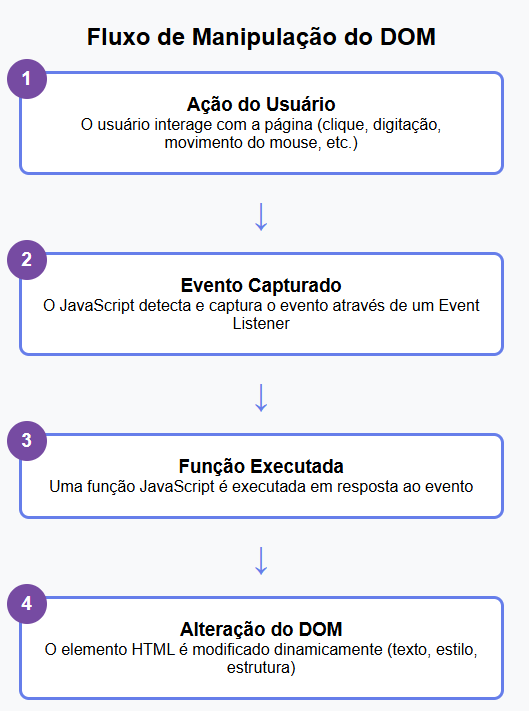 Fluxo de Manipulação do DOM
1
Ação do Usuário
O usuário interage com a página (clique, digitação,
movimento do mouse, etc.)
↓
2
Evento Capturado
O JavaScript detecta e captura o evento através de um Event
Listener
↓
3
Função Executada
Uma função JavaScript é executada em resposta ao evento
↓
4
Alteração do DOM
O elemento HTML é modificado dinamicamente (texto, estilo,
estrutura)